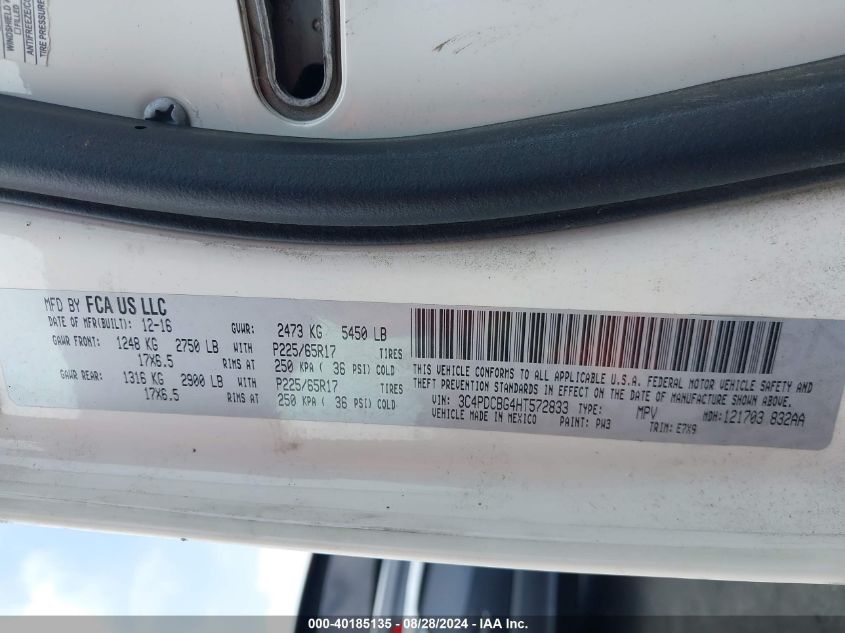 WINDSHIELD
FILLED
ANTIFREEZE/CO
TIRE PRESSURE
MFD BY FCA US LLC
DATE OF MFR(BUILT): 12-16 GVWR: 2473 KG 5450 LB
GAWR FRONT: 1248 KG 2750 LB WITH P225/65R17 TIRES
17X6.5 RIMS AT 250 KPA ( 36 PSI) COLD
GAWR REAR: 1316 KG 2900 LB WITH P225/65R17 TIRES
17X6.5 RIMS AT 250 KPA ( 36 PSI) COLD
THIS VEHICLE CONFORMS TO ALL APPLICABLE U.S.A. FEDERAL MOTOR VEHICLE SAFETY AND
THEFT PREVENTION STANDARDS IN EFFECT ON THE DATE OF MANUFACTURE SHOWN ABOVE.
VIN: 3C4PDCBG4HT572833 TYPE: MPV MDH: 121703 832AA
VEHICLE MADE IN MEXICO PAINT: PW3 TRIM: E7X9
000-40185135 - 08/28/2024 - IAA Inc.